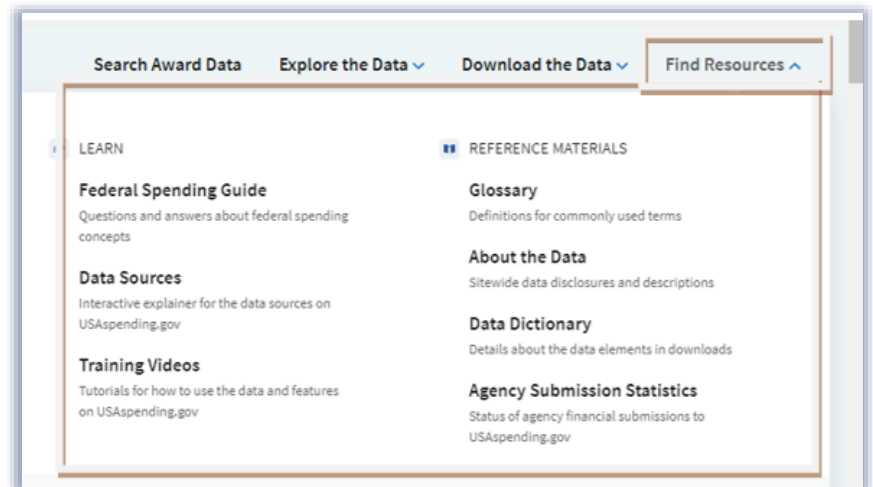 Search Award Data
Explore the Data
Download the Data
Find Resources
LEARN
Federal Spending Guide
Questions and answers about federal spending
concepts
Data Sources
Interactive explainer for the data sources on
USAspending.gov
Training Videos
Tutorials for how to use the data and features
on USAspending.gov
REFERENCE MATERIALS
Glossary
Definitions for commonly used terms
About the Data
Sitewide data disclosures and descriptions
Data Dictionary
Details about the data elements in downloads
Agency Submission Statistics
Status of agency financial submissions to
USAspending.gov